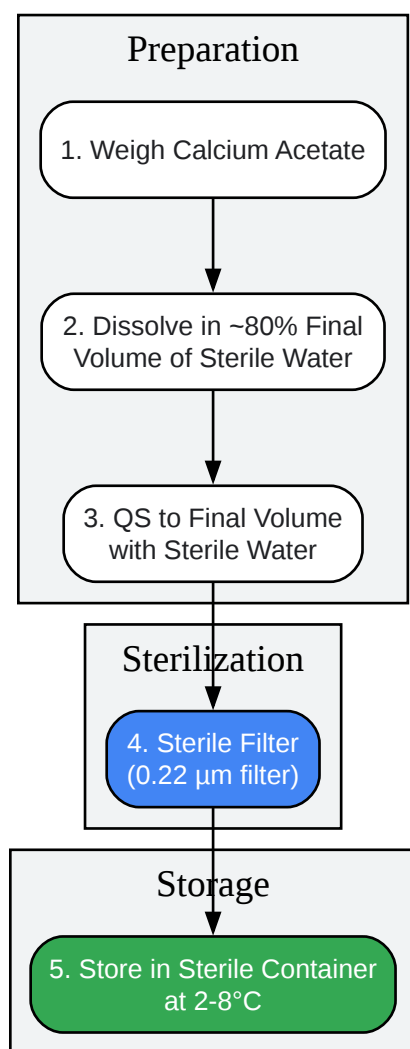 Preparation
1. Weigh Calcium Acetate
2. Dissolve in ~80% Final
Volume of Sterile Water
3. QS to Final Volume
with Sterile Water
Sterilization
4. Sterile Filter
(0.22 µm filter)
Storage
5. Store in Sterile Container
at 2-8°C